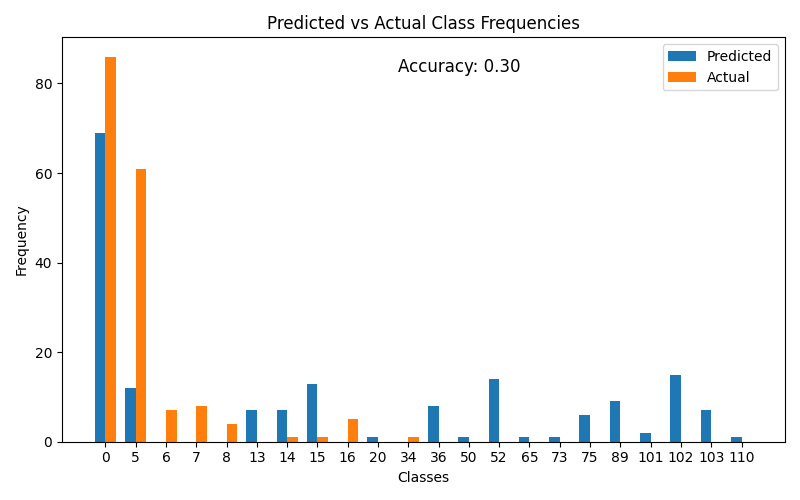 Predicted vs Actual Class Frequencies
Accuracy: 0.30
Predicted
Actual
80
60
40
20
0
Frequency
0 5 6 7 8 13 14 15 16 20 34 36 50 52 65 73 75 89 101 102 103 110
Classes